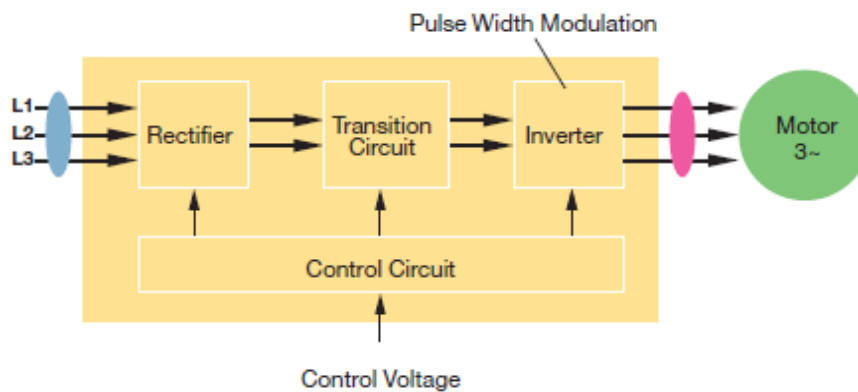 Pulse Width Modulation
L1
L2
L3
Rectifier
Transition
Circuit
Inverter
Motor
3~
Control Circuit
Control Voltage